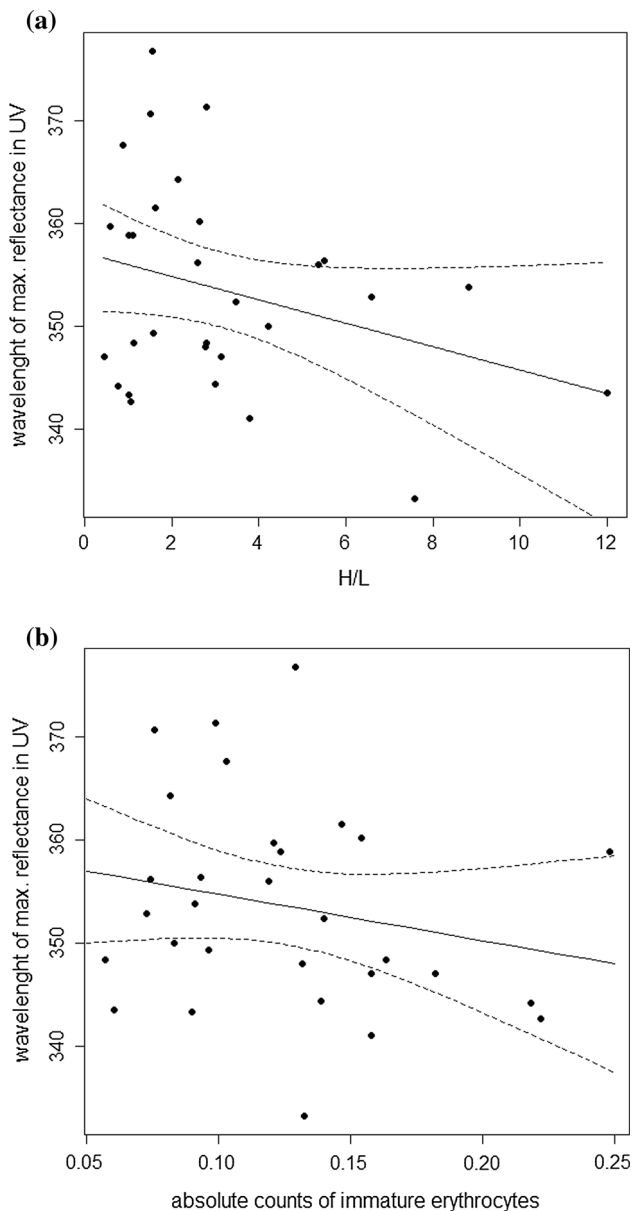 (a)
wavelenght of max. reflectance in UV
370
360
350
340
0 2 4 6 8 10 12
H/L
(b)
wavelenght of max. reflectance in UV
370
360
350
340
0.05 0.10 0.15 0.20 0.25
absolute counts of immature erythrocytes